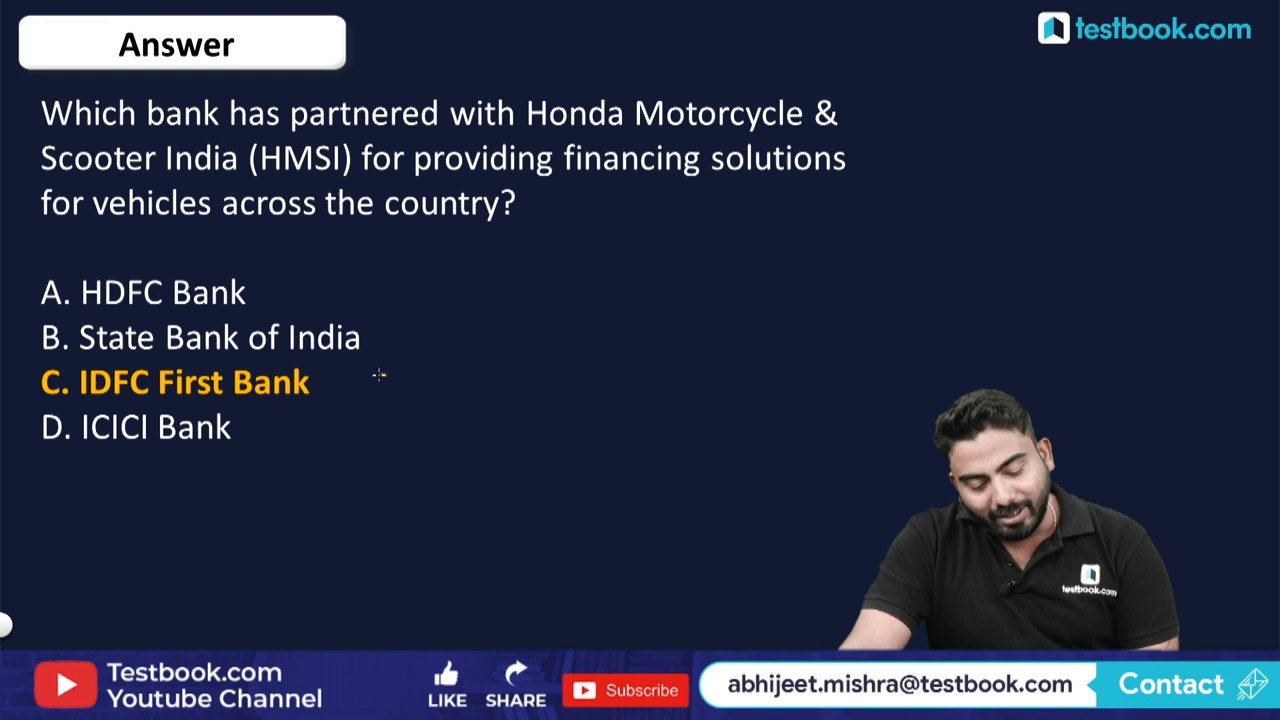 Answer
testbook.com
Which bank has partnered with Honda Motorcycle &
Scooter India (HMSI) for providing financing solutions
for vehicles across the country?
A. HDFC Bank
B. State Bank of India
C. IDFC First Bank
D. ICICI Bank
testbook.com
Testbook.com
Youtube Channel
LIKE
SHARE
Subscribe
abhijeet.mishra@testbook.com
Contact